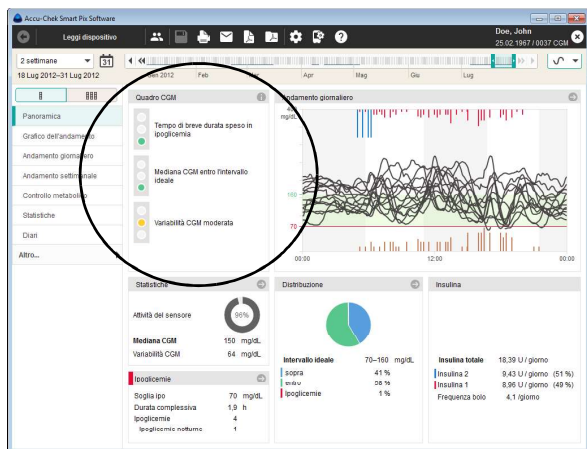 Accu-Chek Smart Pix Software
Leggi dispositivo
Doe, John
25.02.1967 / 0037 CGM
2 settimane
31
18 Lug 2012–31 Lug 2012
Gen 2012 Feb Mar Apr Mag Giu Lug
Panoramica
Grafico dell'andamento
Andamento giornaliero
Andamento settimanale
Controllo metabolico
Statistiche
Diari
Altro...
Quadro CGM
Tempo di breve durata speso in
ipoglicemia
Mediana CGM entro l'intervallo
ideale
Variabilità CGM moderata
Andamento giornaliero
mg/dL
70
00:00 12:00 00:00
Statistiche
Attività del sensore 96%
Mediana CGM 150 mg/dL
Variabilità CGM 64 mg/dL
Ipoglicemie
Soglia ipo 70 mg/dL
Durata complessiva 1,9 h
Ipoglicemie 4
Ipoglicemie notturne 1
Distribuzione
Intervallo ideale 70–160 mg/dL
sopra 41 %
entro 58 %
Ipoglicemie 1 %
Insulina
Insulina totale 18,39 U / giorno
Insulina 2 9,43 U / giorno (51 %)
Insulina 1 8,96 U / giorno (49 %)
Frequenza bolo 4,1 /giorno